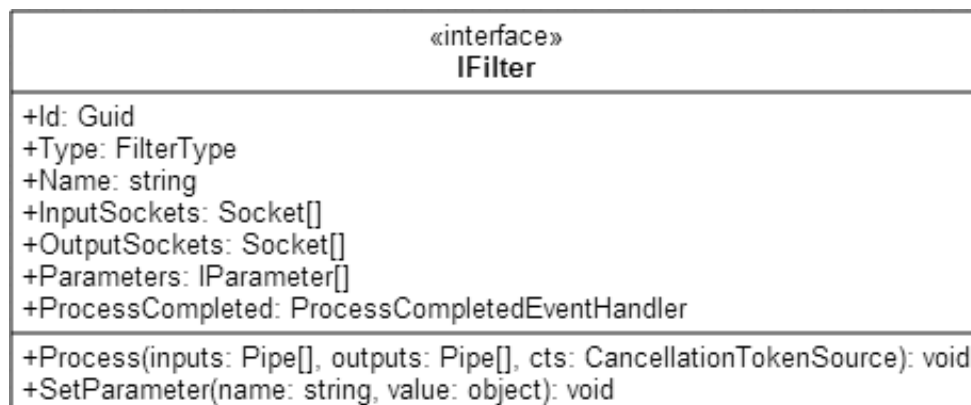 «interface»
IFilter
+Id: Guid
+Type: FilterType
+Name: string
+InputSockets: Socket[]
+OutputSockets: Socket[]
+Parameters: IParameter[]
+ProcessCompleted: ProcessCompletedEventHandler
+Process(inputs: Pipe[], outputs: Pipe[], cts: CancellationTokenSource): void
+SetParameter(name: string, value: object): void